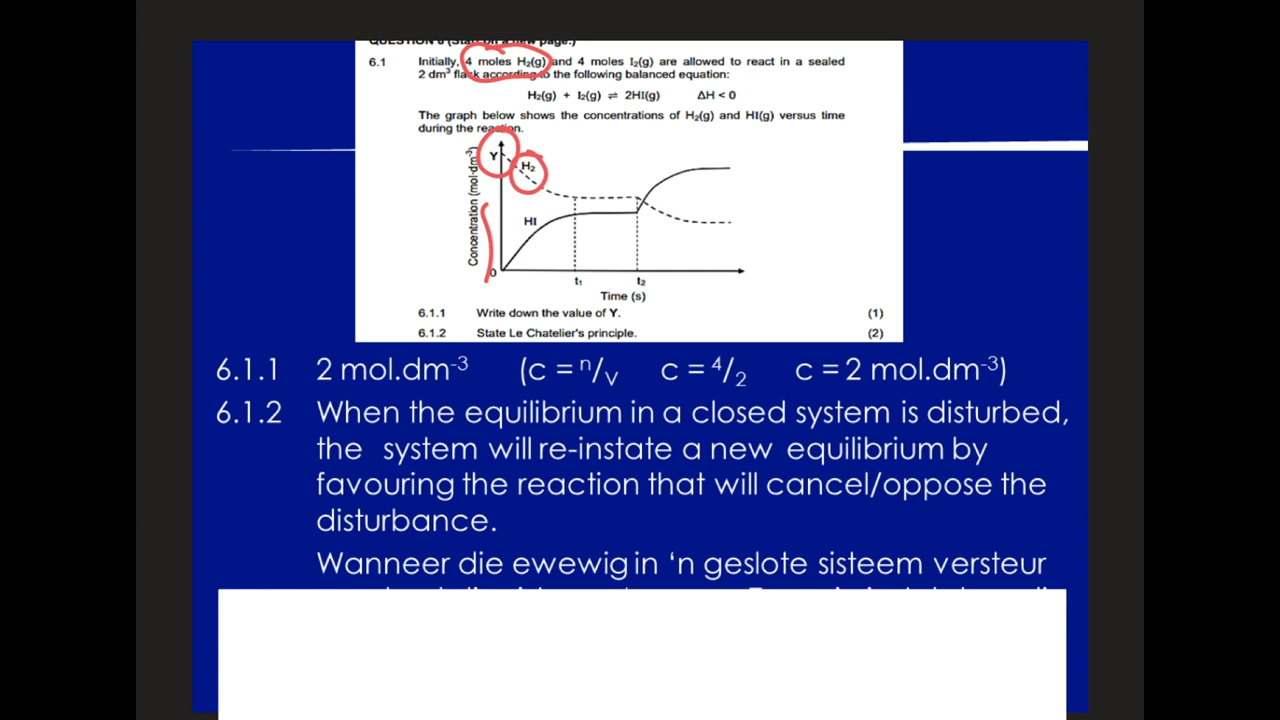 6.1 Initially, 4 moles H₂(g) and 4 moles I₂(g) are allowed to react in a sealed
2 dm³ flask according to the following balanced equation:
H₂(g) + I₂(g) ⇌ 2HI(g) ΔH < 0
The graph below shows the concentrations of H₂(g) and HI(g) versus time
during the reaction.
Concentration (mol·dm⁻³)
Y
H₂
HI
0
t₁ t₂
Time (s)
6.1.1 Write down the value of Y. (1)
6.1.2 State Le Chatelier's principle. (2)
6.1.1 2 mol.dm⁻³ (c = n/V c = 4/2 c = 2 mol.dm⁻³)
6.1.2 When the equilibrium in a closed system is disturbed,
the system will re-instate a new equilibrium by
favouring the reaction that will cancel/oppose the
disturbance.
Wanneer die ewewig in ‘n geslote sisteem versteur